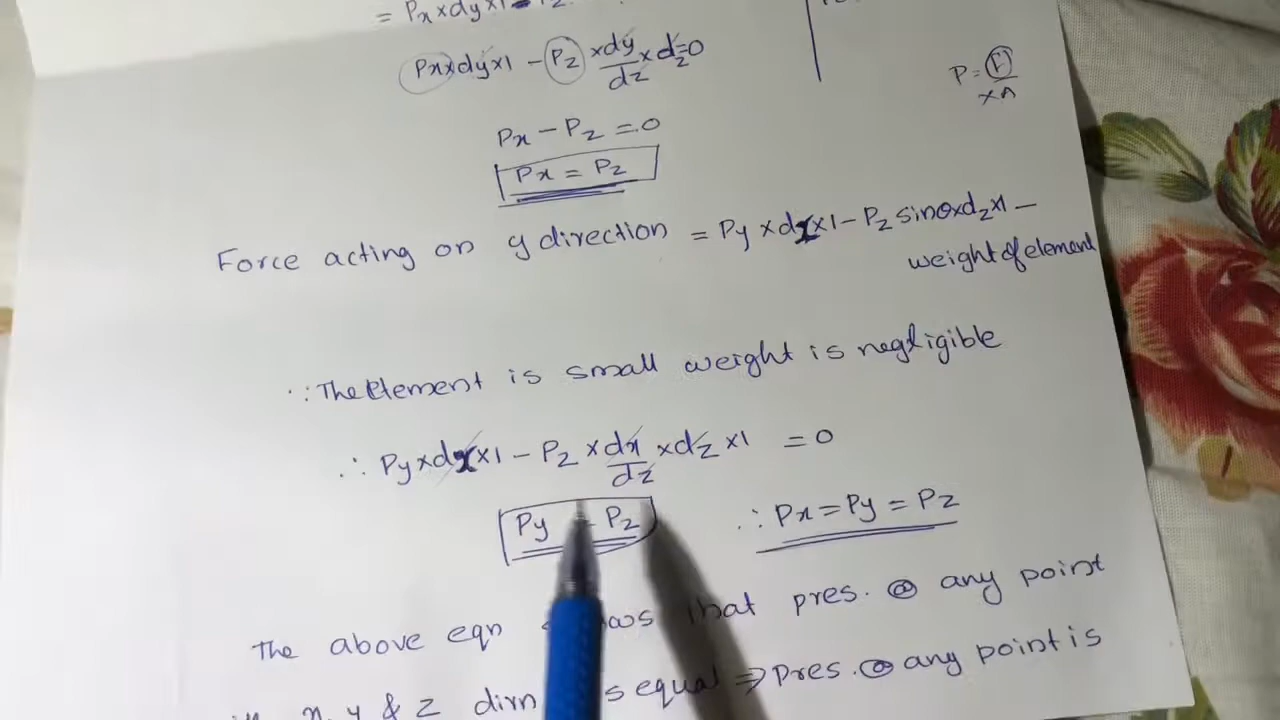 = Px x dy x 1 -
Px x dy x 1 - Pz x dy/dz x dz = 0
P = F/A
Px - Pz = 0
Px = Pz
Force acting on y direction = Py x dx x 1 - Pz sinθ x dz x 1 -
weight of element
∵ The Element is small weight is negligible
∴ Py x dx x 1 - Pz x dx/dz x dz x 1 = 0
Py Pz
∴ Px = Py = Pz
The above eqn that pres. @ any point
x, y & z dirn equal ⇒ Pres. @ any point is